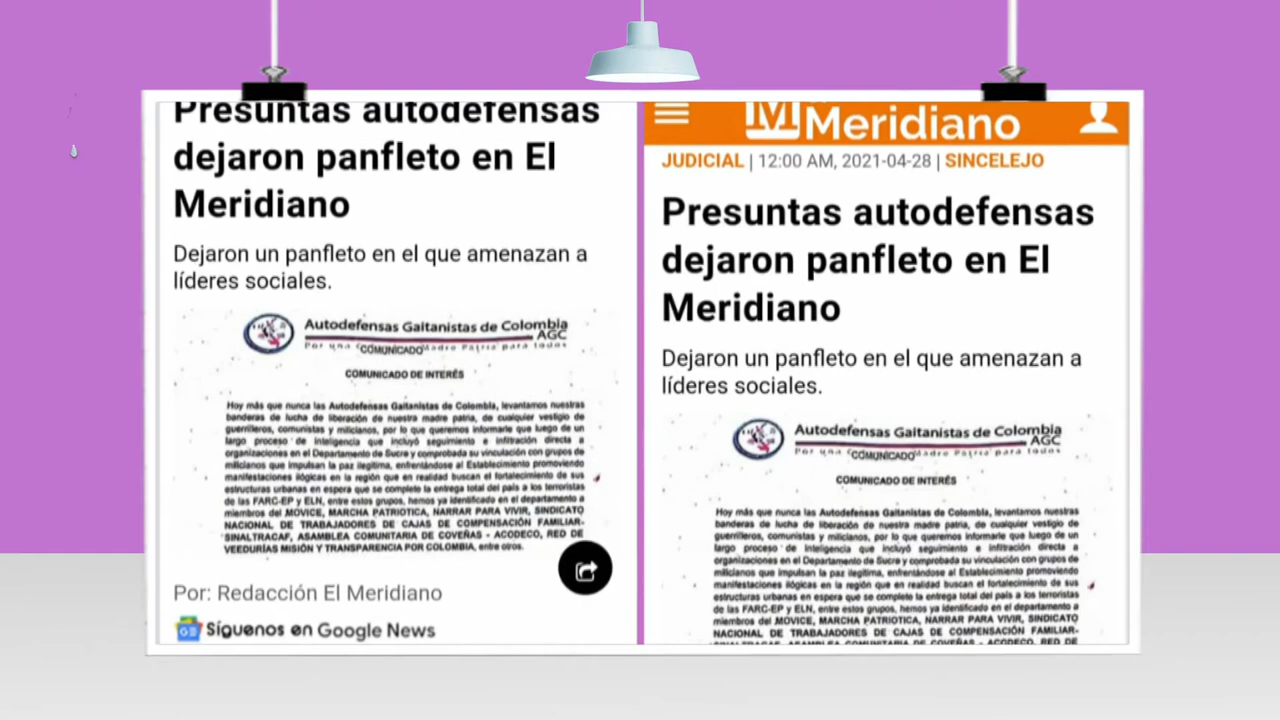 Presuntas autodefensas
dejaron panfleto en El
Meridiano
Dejaron un panfleto en el que amenazan a
líderes sociales.
Autodefensas Gaitanistas de Colombia
AGC
COMUNICADO
COMUNICADO DE INTERÉS
Hoy más que nunca las Autodefensas Gaitanistas de Colombia, levantamos nuestras
banderas de lucha de liberación de nuestra madre patria, de cualquier vestigio de
guerrilleros, comunistas y milicianos, por lo que queremos informarle que luego de un
largo proceso de inteligencia que incluyó seguimiento e infiltración directa a
organizaciones en el Departamento de Sucre y comprobada su vinculación con grupos de
milicianos que impulsan la paz ilegitima, enfrentándose al Establecimiento promoviendo
manifestaciones ilógicas en la región que en realidad buscan el fortalecimiento de sus
estructuras urbanas en espera que se complete la entrega total del país a los terroristas
de las FARC-EP y ELN, entre estos grupos, hemos ya identificado en el departamento a
miembros del MOVICE, MARCHA PATRIOTICA, NARRAR PARA VIVIR, SINDICATO
NACIONAL DE TRABAJADORES DE CAJAS DE COMPENSACIÓN FAMILIAR-
SINALTRACAF, ASAMBLEA COMUNITARIA DE COVEÑAS - ACODECO, RED DE
VEEDURÍAS MISIÓN Y TRANSPARENCIA POR COLOMBIA, entre otros.
Por: Redacción El Meridiano
Síguenos en Google News
M Meridiano
JUDICIAL | 12:00 AM, 2021-04-28 | SINCELEJO
Presuntas autodefensas
dejaron panfleto en El
Meridiano
Dejaron un panfleto en el que amenazan a
líderes sociales.
Autodefensas Gaitanistas de Colombia
AGC
COMUNICADO
COMUNICADO DE INTERÉS
Hoy más que nunca las Autodefensas Gaitanistas de Colombia, levantamos nuestras
banderas de lucha de liberación de nuestra madre patria, de cualquier vestigio de
guerrilleros, comunistas y milicianos, por lo que queremos informarle que luego de un
largo proceso de inteligencia que incluyó seguimiento e infiltración directa a
organizaciones en el Departamento de Sucre y comprobada su vinculación con grupos de
milicianos que impulsan la paz ilegitima, enfrentándose al Establecimiento promoviendo
manifestaciones ilógicas en la región que en realidad buscan el fortalecimiento de sus
estructuras urbanas en espera que se complete la entrega total del país a los terroristas
de las FARC-EP y ELN, entre estos grupos, hemos ya identificado en el departamento a
miembros del MOVICE, MARCHA PATRIOTICA, NARRAR PARA VIVIR, SINDICATO
NACIONAL DE TRABAJADORES DE CAJAS DE COMPENSACIÓN FAMILIAR-